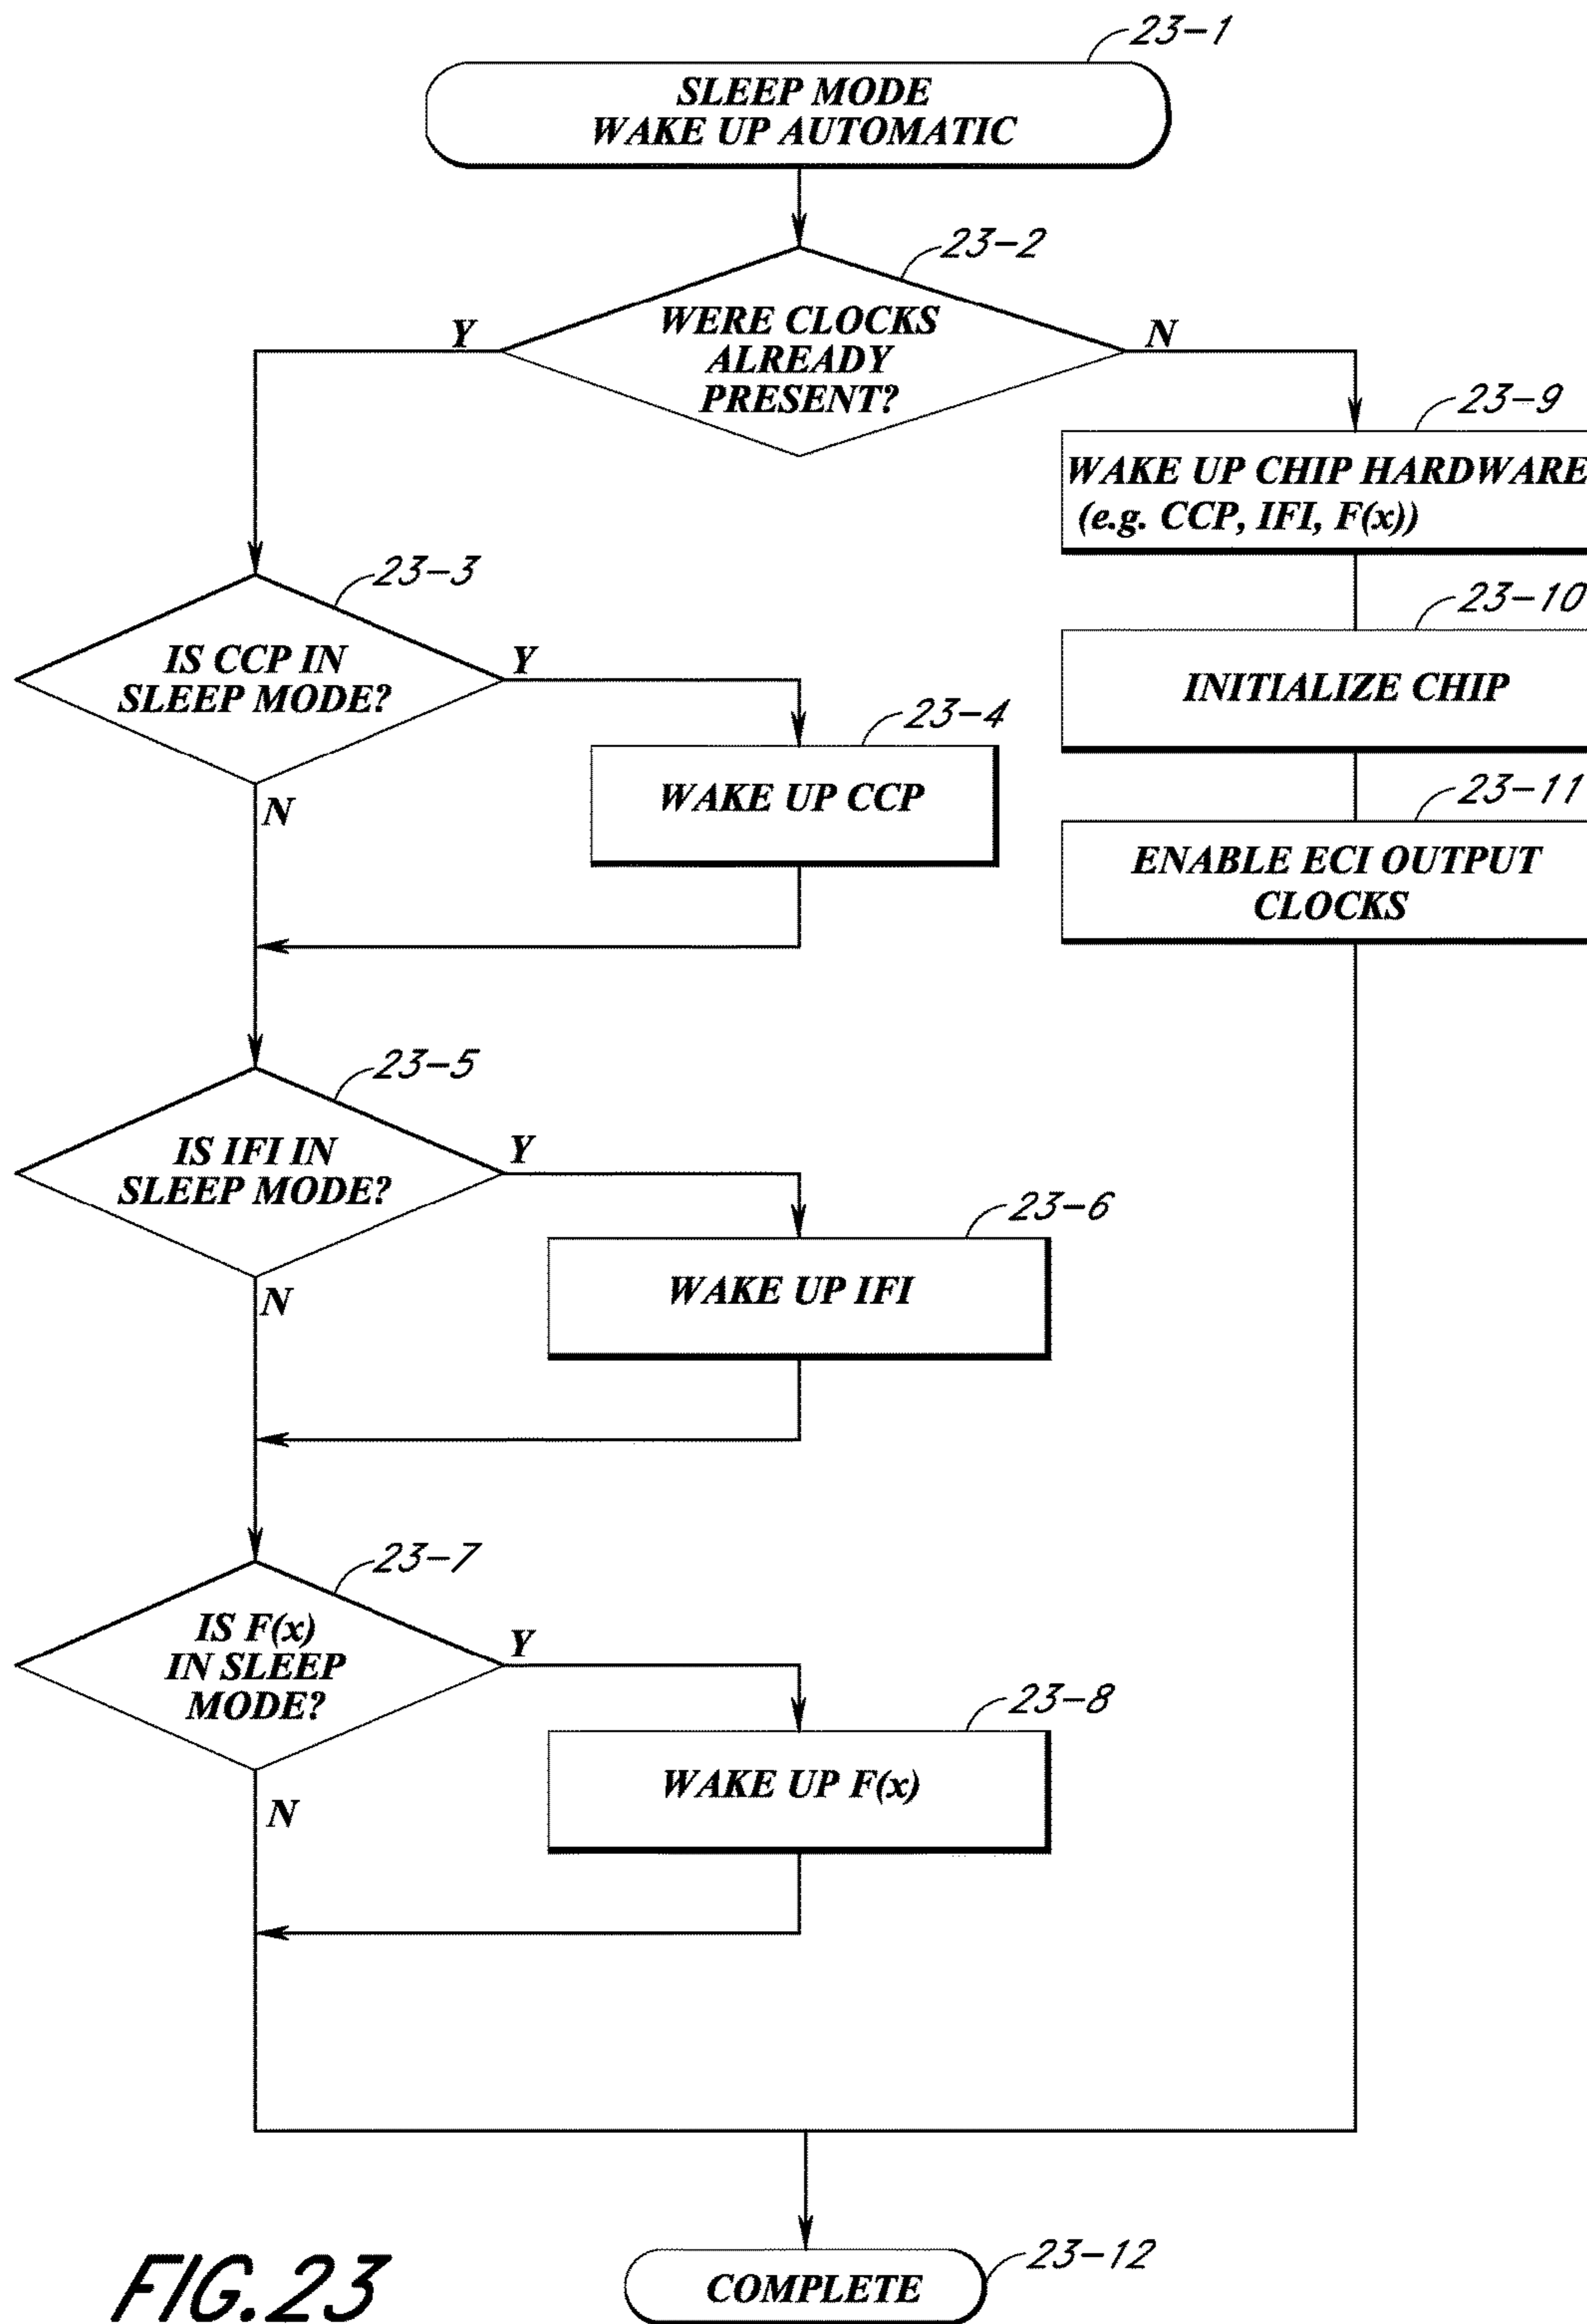 23-1
SLEEP MODE
WAKE UP AUTOMATIC
23-2
WERE CLOCKS
ALREADY
PRESENT?
Y
N
23-9
WAKE UP CHIP HARDWARE
(e.g. CCP, IFI, F(x))
23-3
IS CCP IN
SLEEP MODE?
Y
N
23-10
INITIALIZE CHIP
23-4
WAKE UP CCP
23-11
ENABLE ECI OUTPUT
CLOCKS
23-5
IS IFI IN
SLEEP MODE?
Y
N
23-6
WAKE UP IFI
23-7
IS F(x)
IN SLEEP
MODE?
Y
N
23-8
WAKE UP F(x)
23-12
COMPLETE
FIG.23